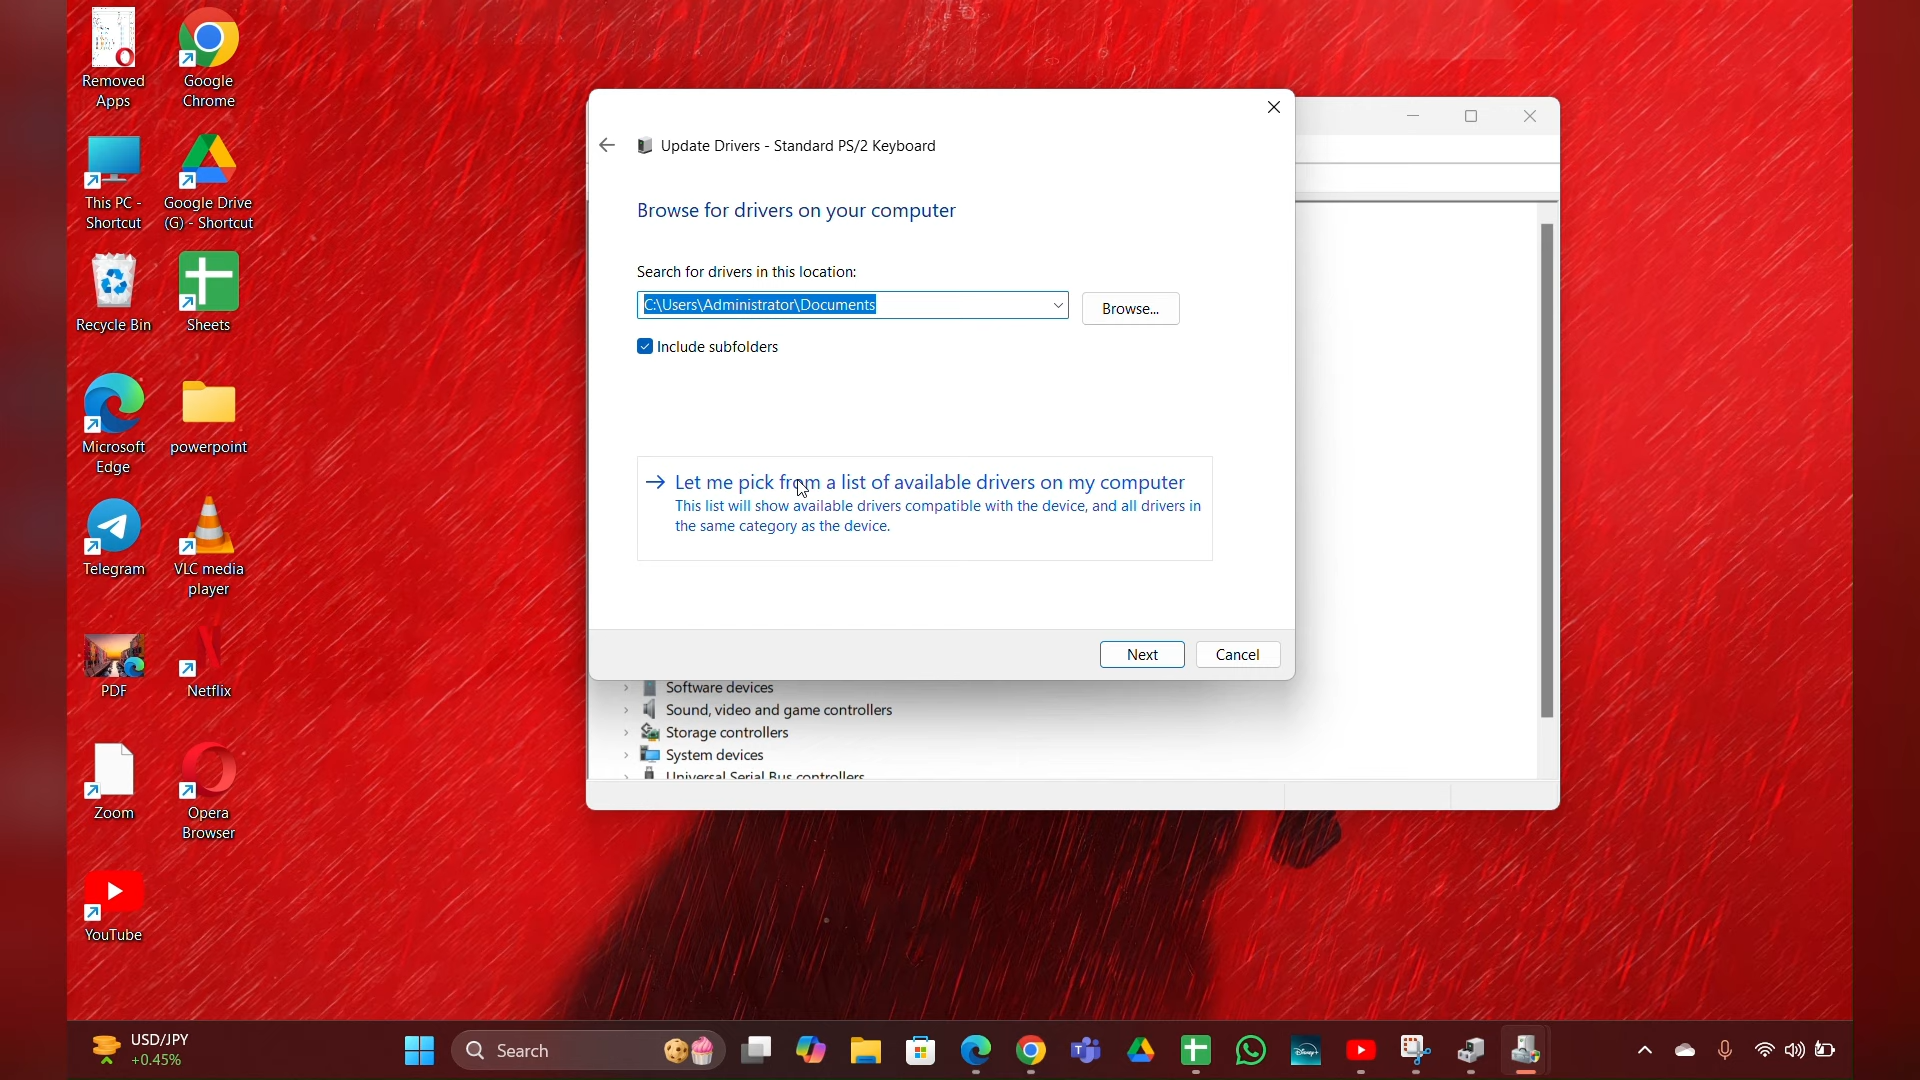 Removed
Apps
Google
Chrome
This PC -
Shortcut
Google Drive
(G) - Shortcut
Recycle Bin
Sheets
Microsoft
Edge
powerpoint
Telegram
VLC media
player
PDF
Netflix
Zoom
Opera
Browser
YouTube
Update Drivers - Standard PS/2 Keyboard
Browse for drivers on your computer
Search for drivers in this location:
C:\Users\Administrator\Documents
Browse...
Include subfolders
Let me pick from a list of available drivers on my computer
This list will show available drivers compatible with the device, and all drivers in
the same category as the device.
Next
Cancel
Software devices
Sound, video and game controllers
Storage controllers
System devices
Universal Serial Bus controllers
USD/JPY
+0.45%
Search
Disney+